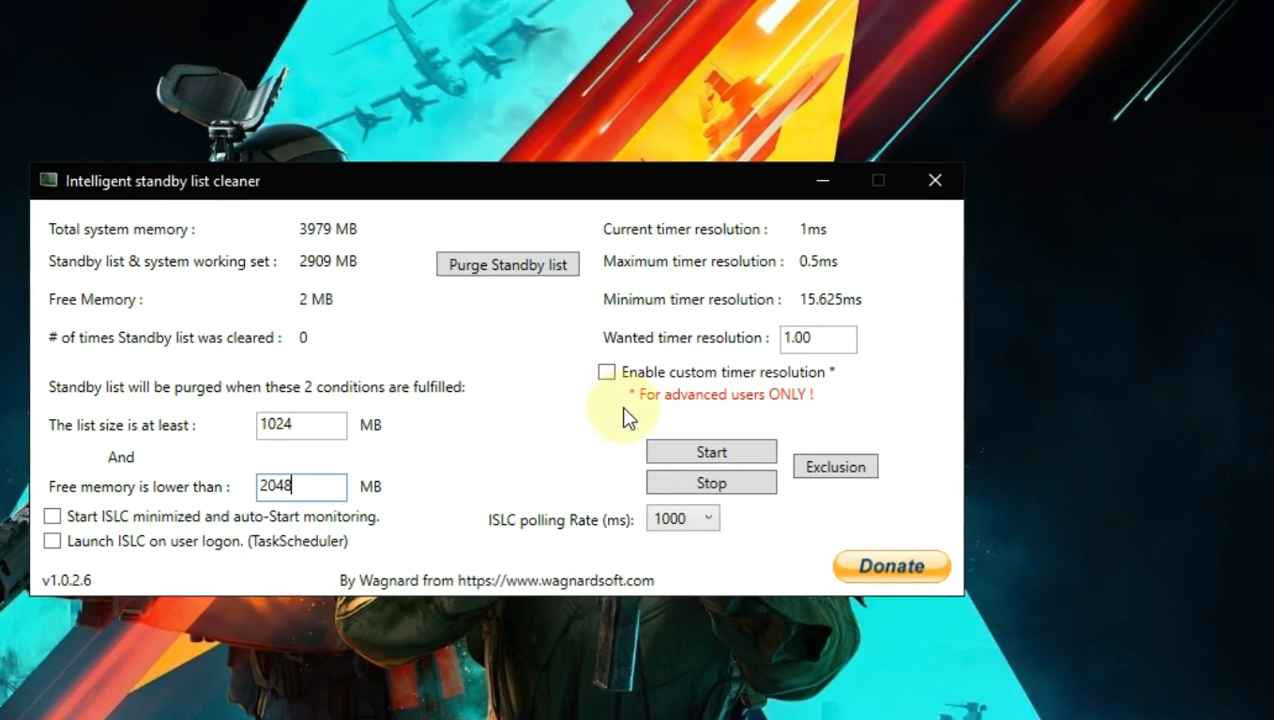 Intelligent standby list cleaner
Total system memory : 3979 MB
Standby list & system working set : 2909 MB
Purge Standby list
Free Memory : 2 MB
# of times Standby list was cleared : 0
Standby list will be purged when these 2 conditions are fulfilled:
The list size is at least : 1024 MB
And
Free memory is lower than : 2048 MB
Start ISLC minimized and auto-Start monitoring.
Launch ISLC on user logon. (TaskScheduler)
Current timer resolution : 1ms
Maximum timer resolution : 0.5ms
Minimum timer resolution : 15.625ms
Wanted timer resolution : 1.00
Enable custom timer resolution *
* For advanced users ONLY !
Start
Stop
Exclusion
ISLC polling Rate (ms): 1000
Donate
v1.0.2.6
By Wagnard from https://www.wagnardsoft.com